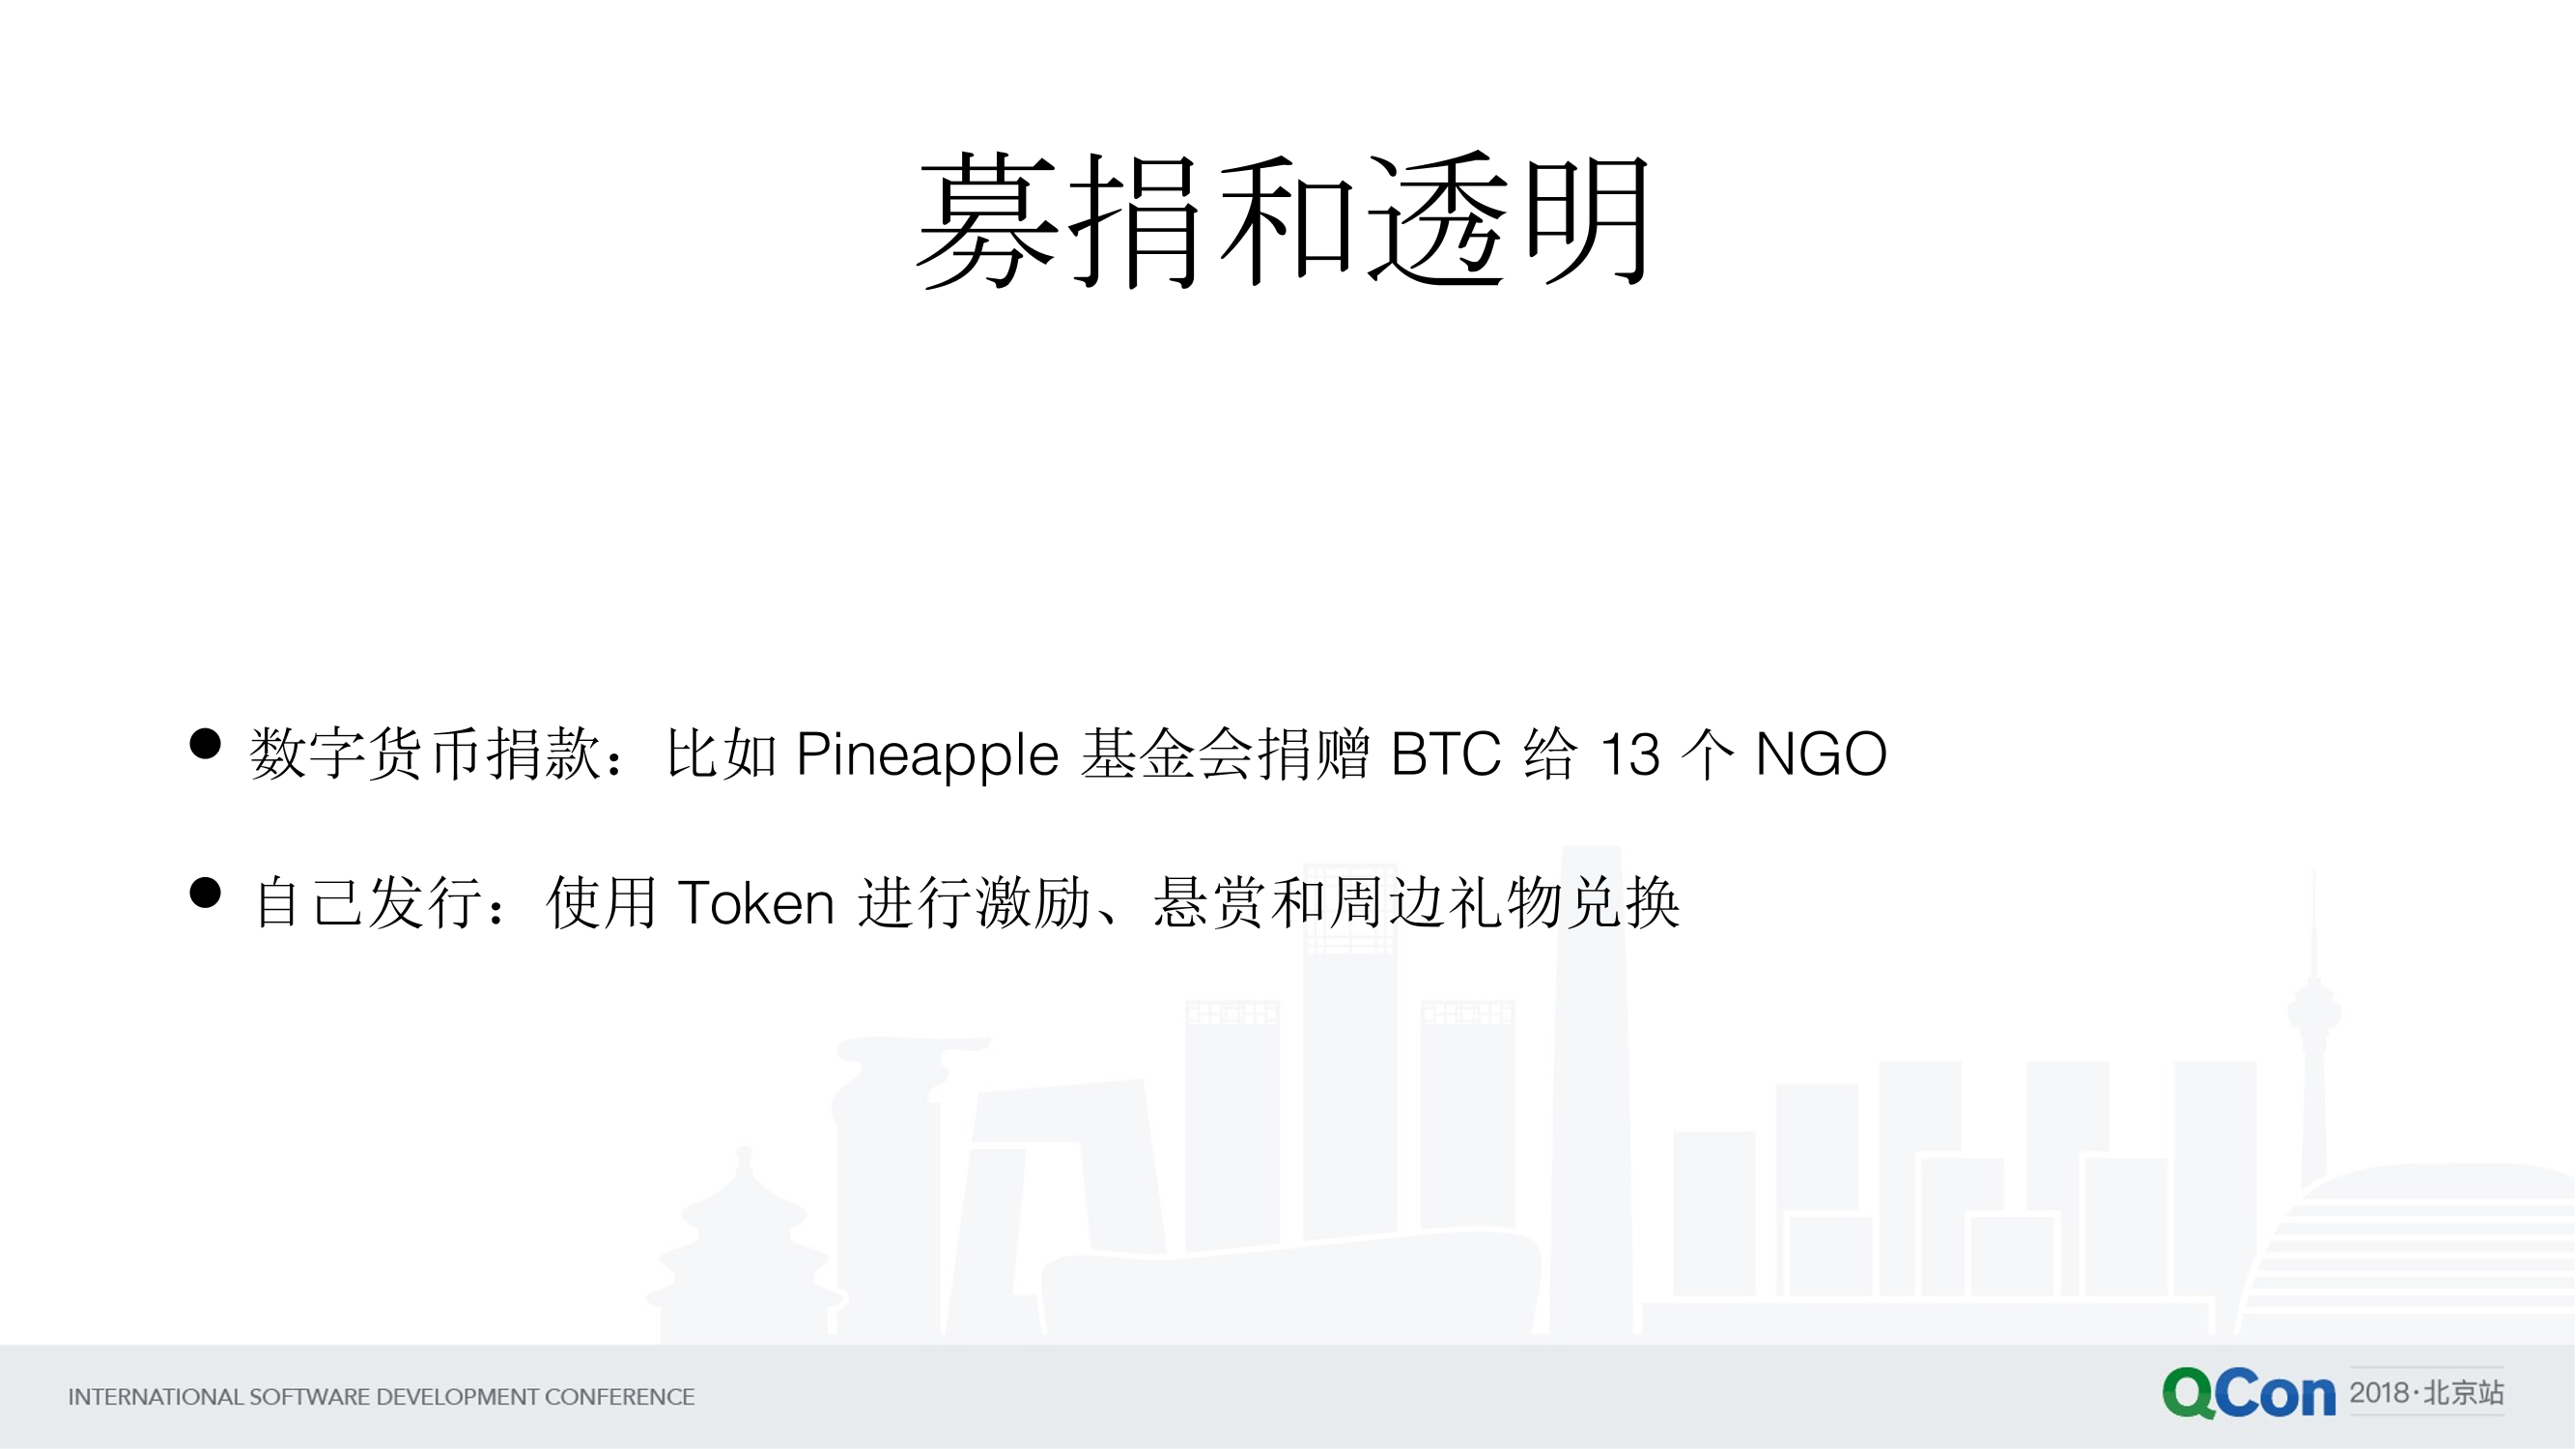 募捐和透明
● 数字货币捐款：比如 Pineapple 基金会捐赠 BTC 给 13 个 NGO
● 自己发行：使用 Token 进行激励、悬赏和周边礼物兑换
INTERNATIONAL SOFTWARE DEVELOPMENT CONFERENCE
QCon 2018·北京站